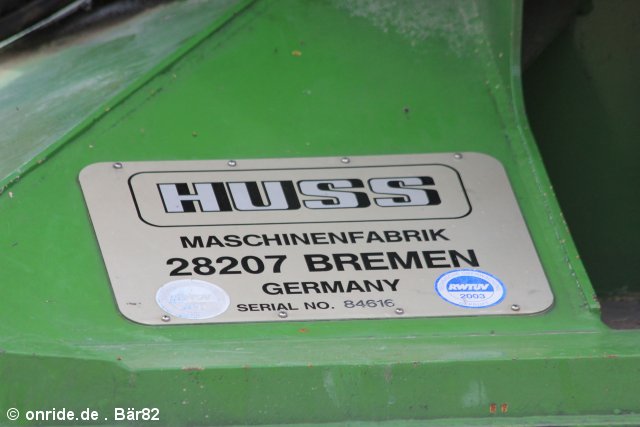 HUSS
MASCHINENFABRIK
28207 BREMEN
GERMANY
SERIAL NO. 84616
RWTÜV
2003
© onride.de . Bär82